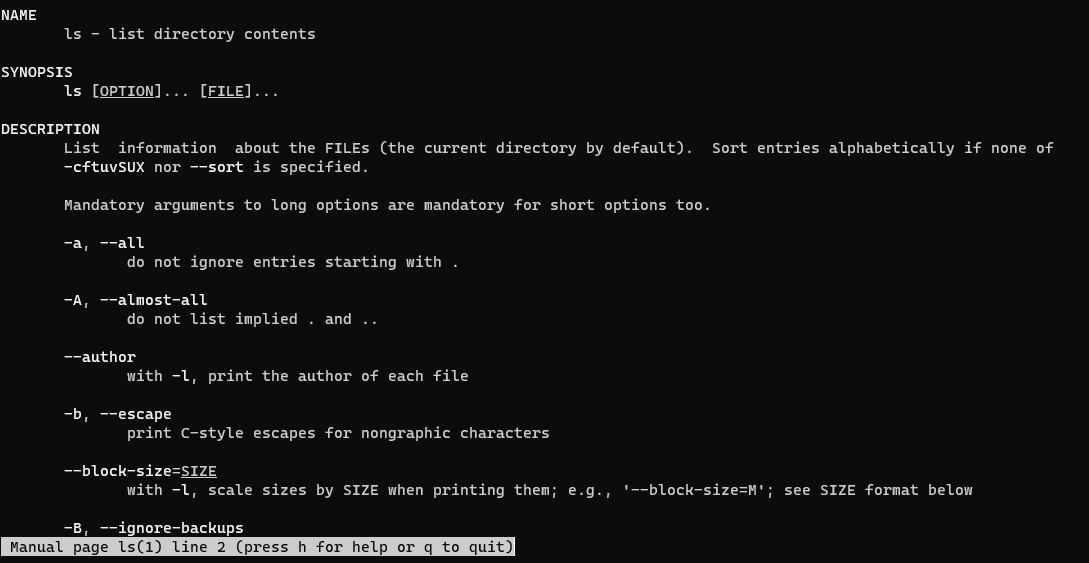 NAME
ls - list directory contents
SYNOPSIS
ls [OPTION]... [FILE]...
DESCRIPTION
List  information  about the FILEs (the current directory by default).  Sort entries alphabetically if none of
-cftuvSUX nor --sort is specified.
Mandatory arguments to long options are mandatory for short options too.
-a, --all
do not ignore entries starting with .
-A, --almost-all
do not list implied . and ..
--author
with -l, print the author of each file
-b, --escape
print C-style escapes for nongraphic characters
--block-size=SIZE
with -l, scale sizes by SIZE when printing them; e.g., '--block-size=M'; see SIZE format below
-B, --ignore-backups
Manual page ls(1) line 2 (press h for help or q to quit)